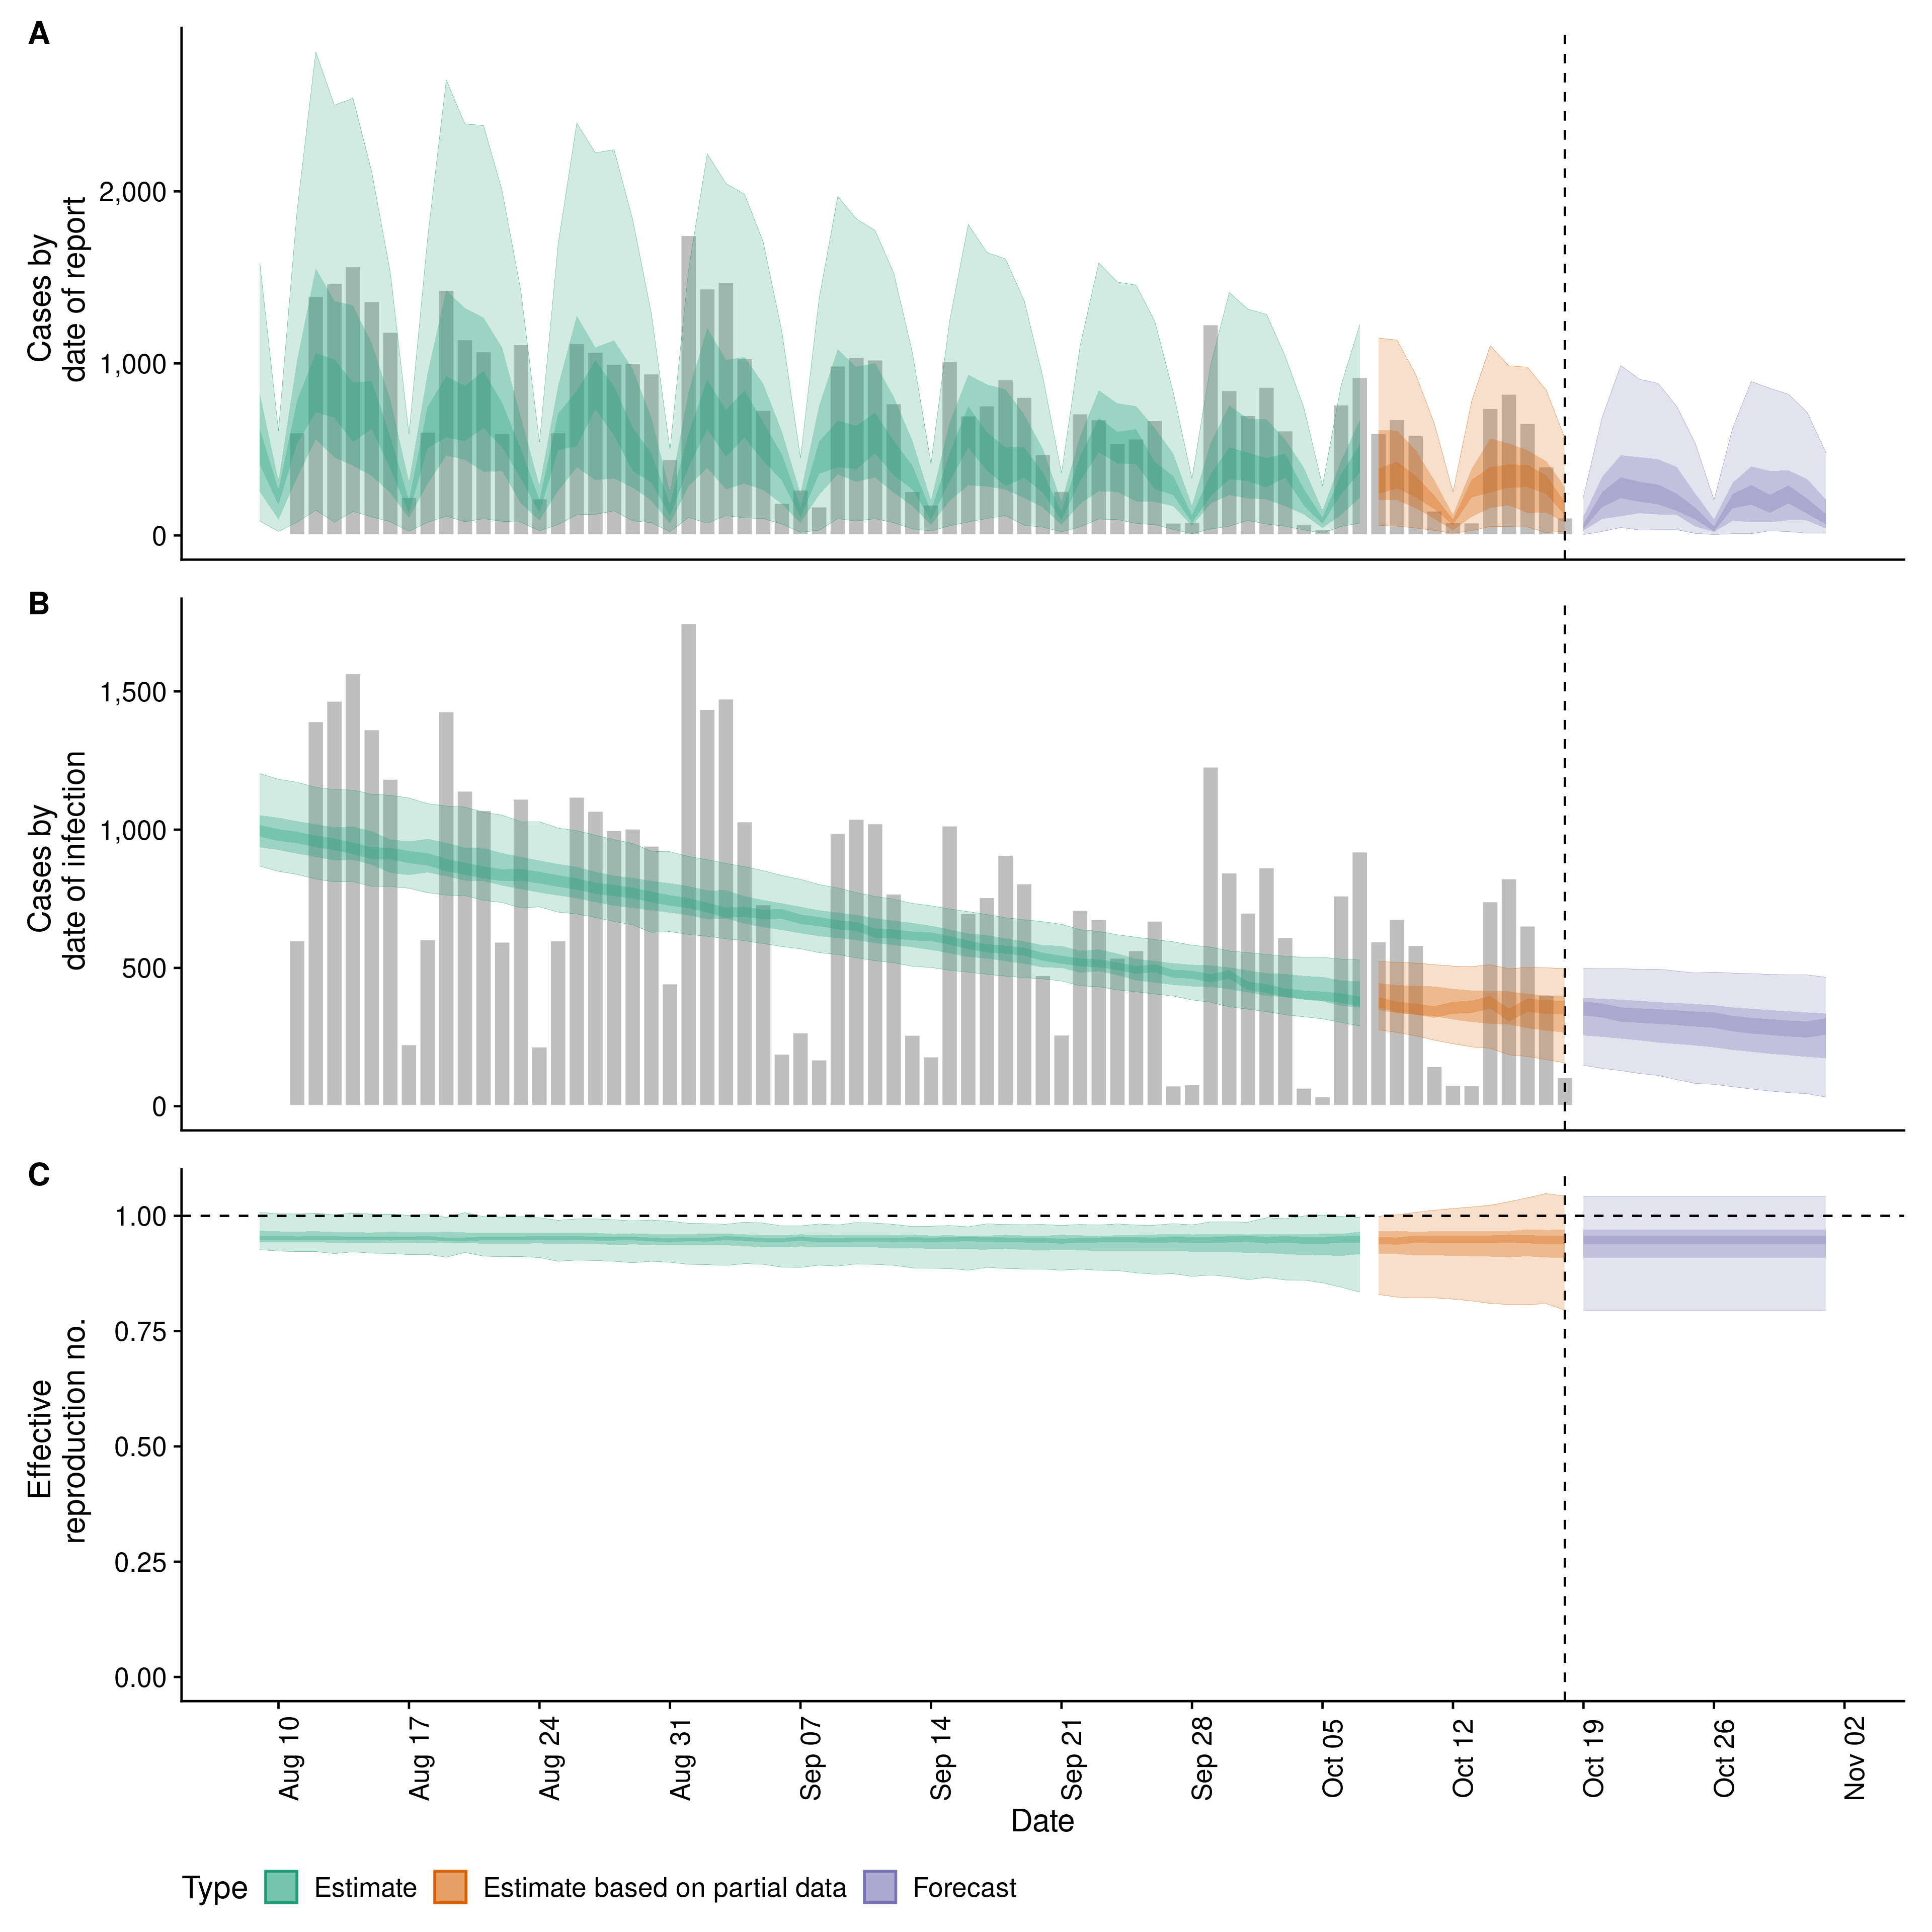 A
Cases by
date of report
2,000
1,000
0
B
Cases by
date of infection
1,500
1,000
500
0
C
Effective
reproduction no.
1.00
0.75
0.50
0.25
0.00
Aug 10
Aug 17
Aug 24
Aug 31
Sep 07
Sep 14
Sep 21
Sep 28
Oct 05
Oct 12
Oct 19
Oct 26
Nov 02
Date
Type Estimate Estimate based on partial data Forecast